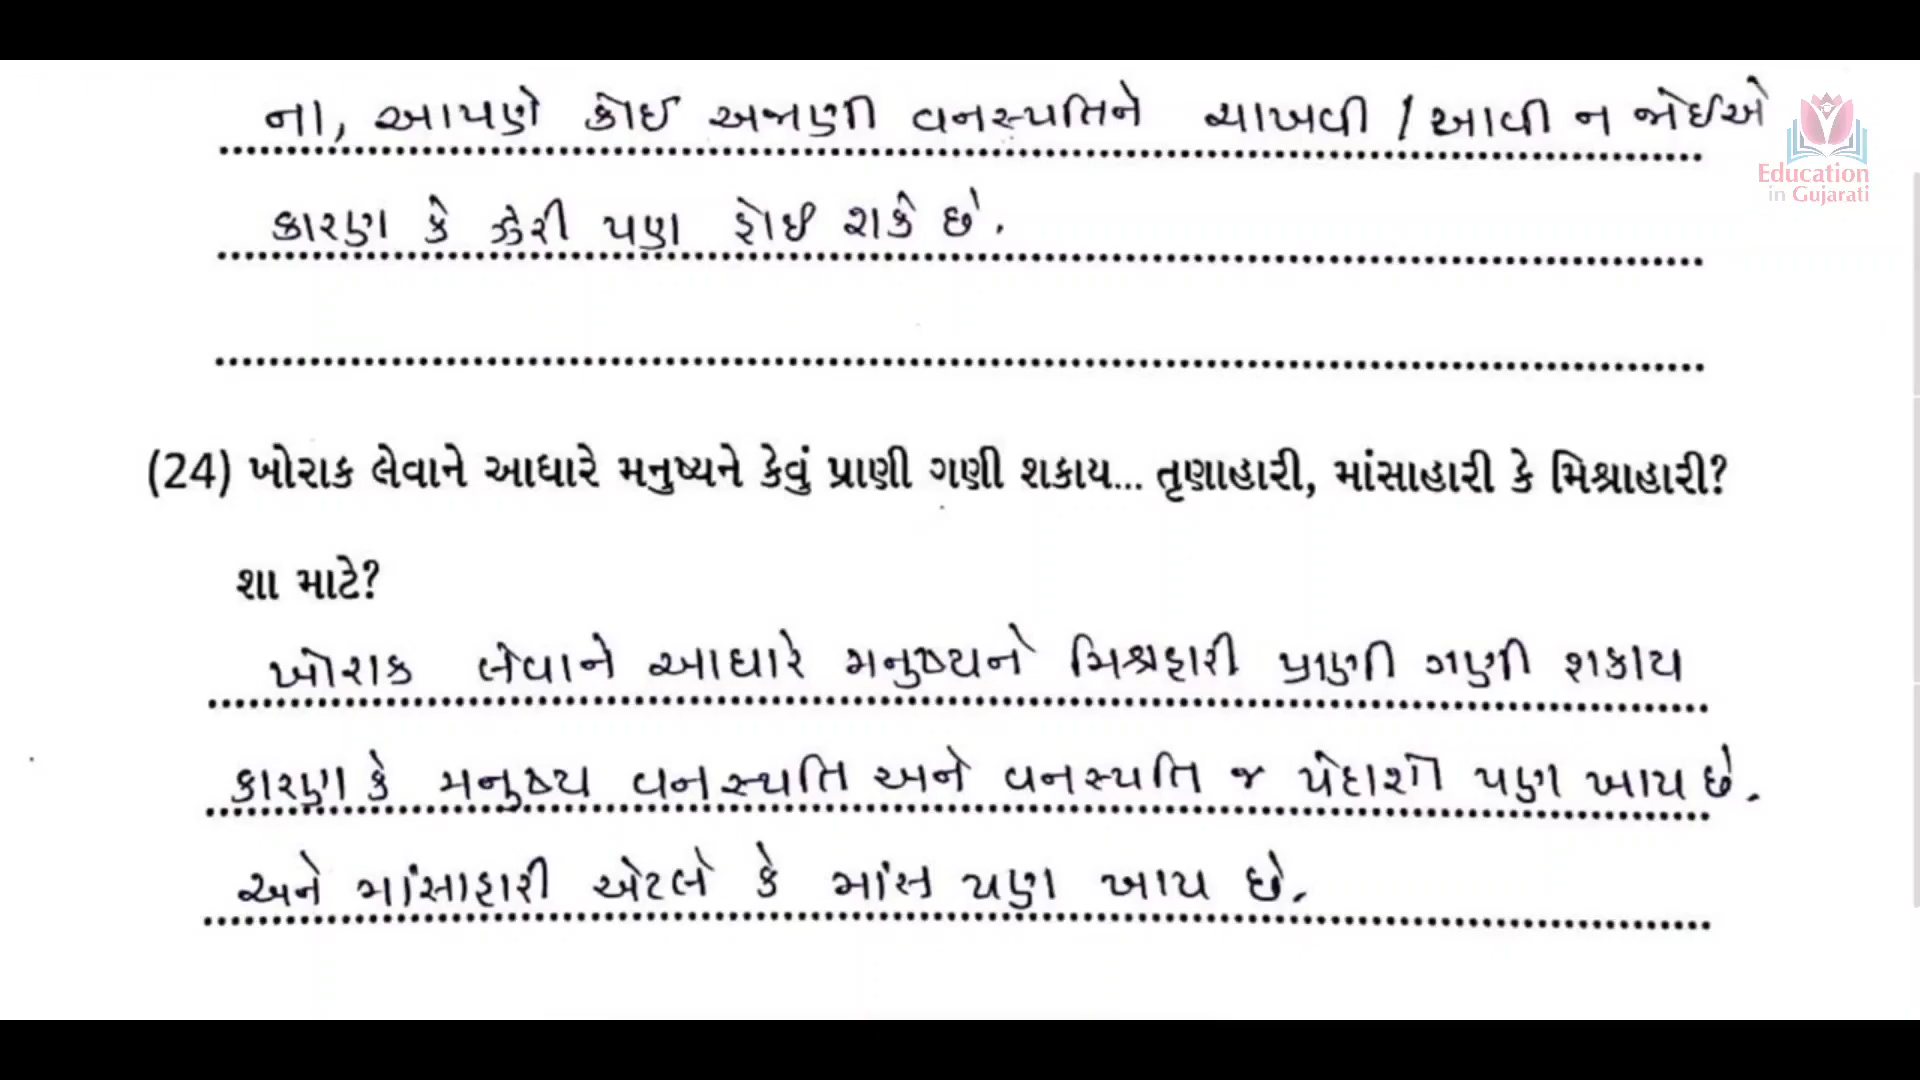 ના, આપણે કોઈ અજાણી વનસ્પતિને ચાખવી / ખાવી ન જોઈએ
Education
in Gujarati
કારણ કે ઝેરી પણ હોઈ શકે છે.
(24) ખોરાક લેવાને આધારે મનુષ્યને કેવું પ્રાણી ગણી શકાય... તૃણાહારી, માંસાહારી કે મિશ્રાહારી?
શા માટે?
ખોરાક લેવાને આધારે મનુષ્યને મિશ્રહારી પ્રાણી ગણી શકાય
કારણ કે મનુષ્ય વનસ્પતિ અને વનસ્પતિ જ પેદાશો પણ ખાય છે.
અને માંસાહારી એટલે કે માંસ પણ ખાય છે.